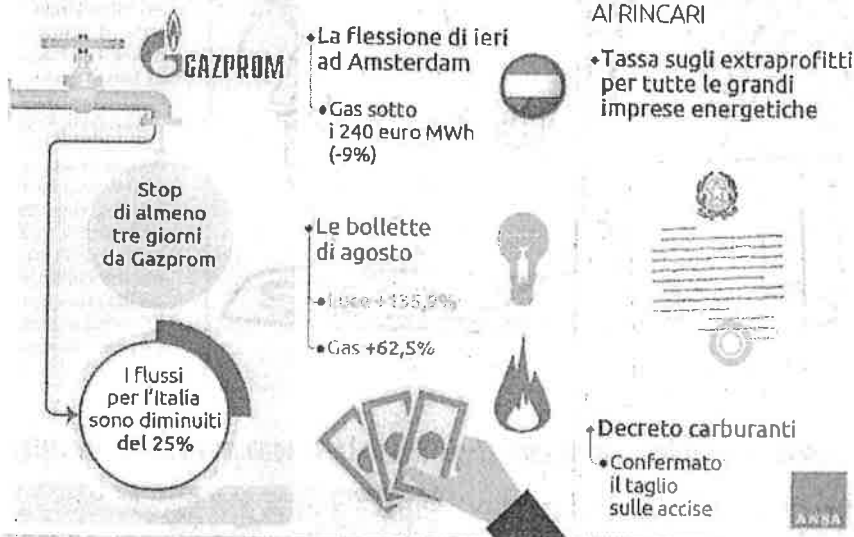 GAZPROM
Stop
di almeno
tre giorni
da Gazprom
I flussi
per l'Italia
sono diminuiti
del 25%
La flessione di ieri
ad Amsterdam
Gas sotto
i 240 euro MWh
(-9%)
Le bollette
di agosto
Luce
Gas +62,5%
AI RINCARI
Tassa sugli extraprofitti
per tutte le grandi
imprese energetiche
Decreto carburanti
Confermato
il taglio
sulle accise
ANSA